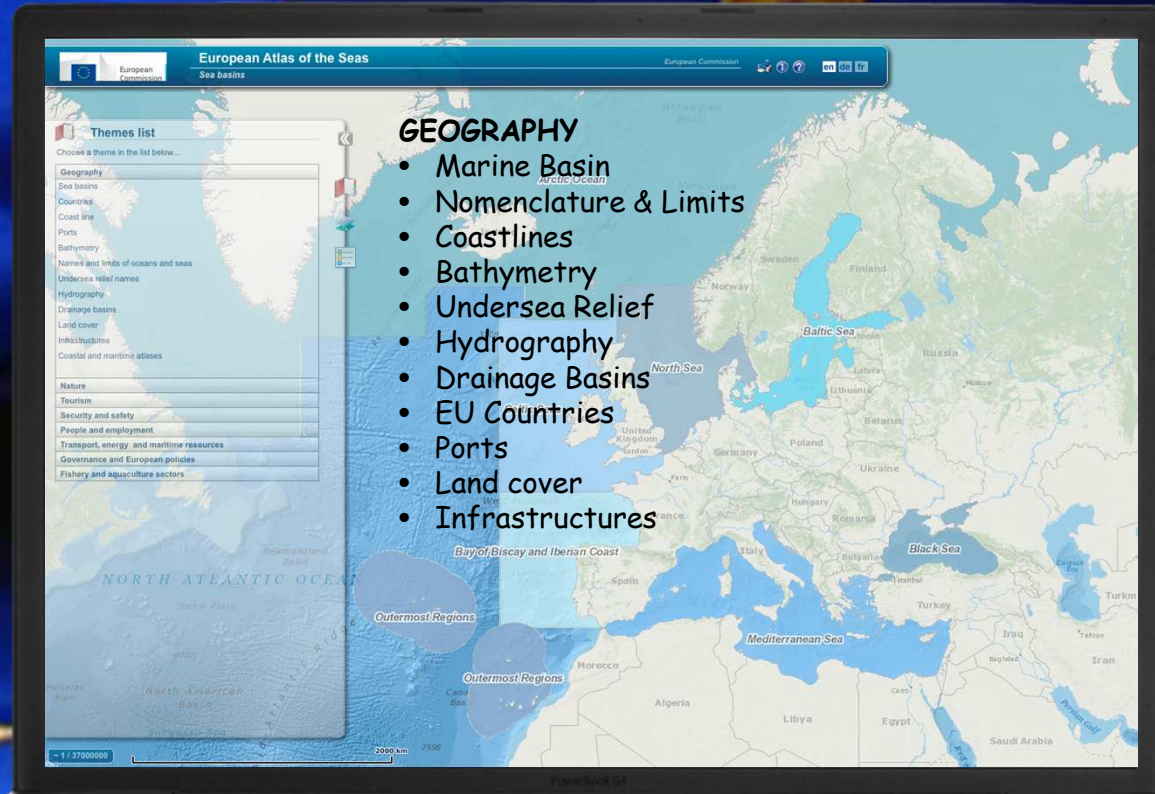 European Commission
European Atlas of the Seas
Sea basins
European Commission
en de fr
Themes list
Choose a theme in the list below...
Geography
Sea basins
Countries
Coast line
Ports
Bathymetry
Names and limits of oceans and seas
Undersea relief names
Hydrography
Drainage basins
Land cover
Infrastructures
Coastal and maritime atlases
Nature
Tourism
Security and safety
People and employment
Transport, energy and maritime resources
Governance and European policies
Fishery and aquaculture sectors
GEOGRAPHY
• Marine Basin
• Nomenclature & Limits
• Coastlines
• Bathymetry
• Undersea Relief
• Hydrography
• Drainage Basins
• EU Countries
• Ports
• Land cover
• Infrastructures
Norwegian Basin
Arctic Ocean
Sweden
Finland
Norway
Baltic Sea
Russia
North Sea
Latvia
Lithuania
Moscow
Belarus
United Kingdom
London
Poland
Germany
Ukraine
Paris
Hungary
Romania
Bay of Biscay and Iberian Coast
Italy
Bulgaria
Black Sea
Caspian Sea
Newfoundland Basin
NORTH ATLANTIC OCEAN
Spain
Istanbul
Turkey
Turkm
Outermost Regions
Mediterranean Sea
Iraq
Tehran
Baghdad
Iran
Morocco
Outermost Regions
North American Basin
Algeria
Libya
Cairo
Egypt
Persian Gulf
Saudi Arabia
Sargasso Sea
~ 1 / 37000000
2000 km
7598
PowerBook G4